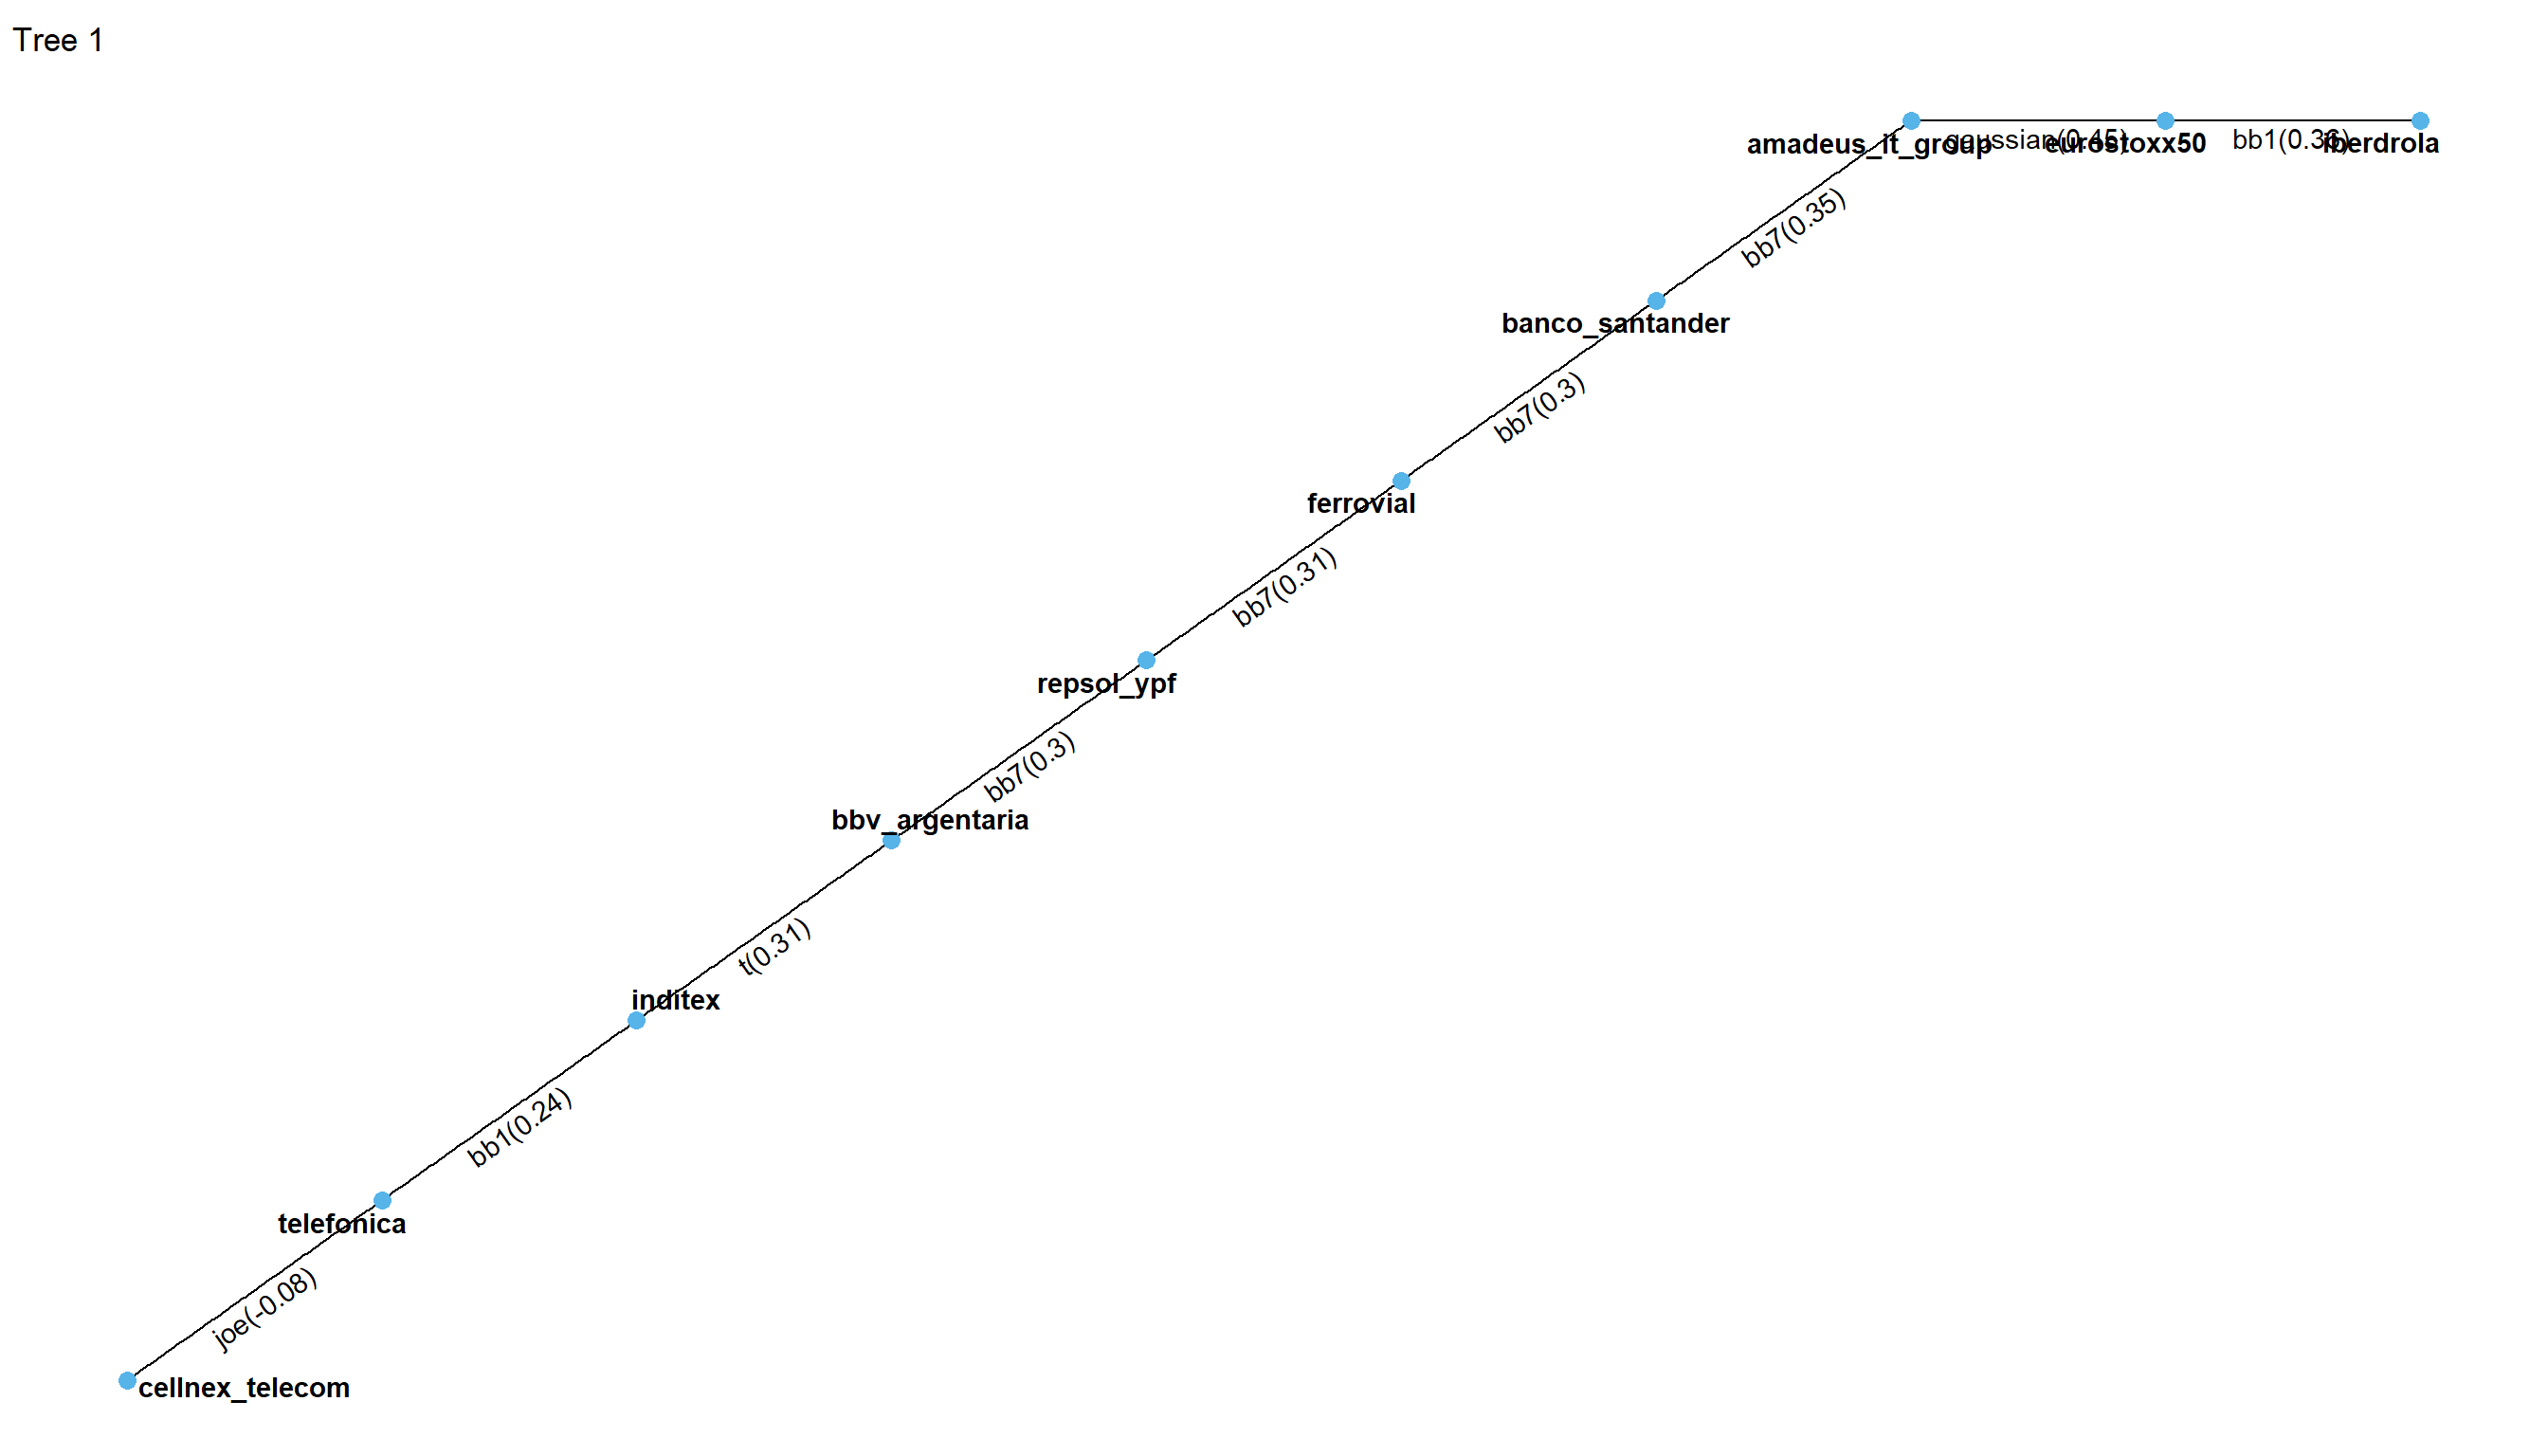 Tree 1
amadeus_it_group
gaussian(0.45)
eurostoxx50
bb1(0.36)
iberdrola
bb7(0.35)
banco_santander
bb7(0.3)
ferrovial
bb7(0.31)
repsol_ypf
bb7(0.3)
bbv_argentaria
t(0.31)
inditex
bb1(0.24)
telefonica
joe(-0.08)
cellnex_telecom